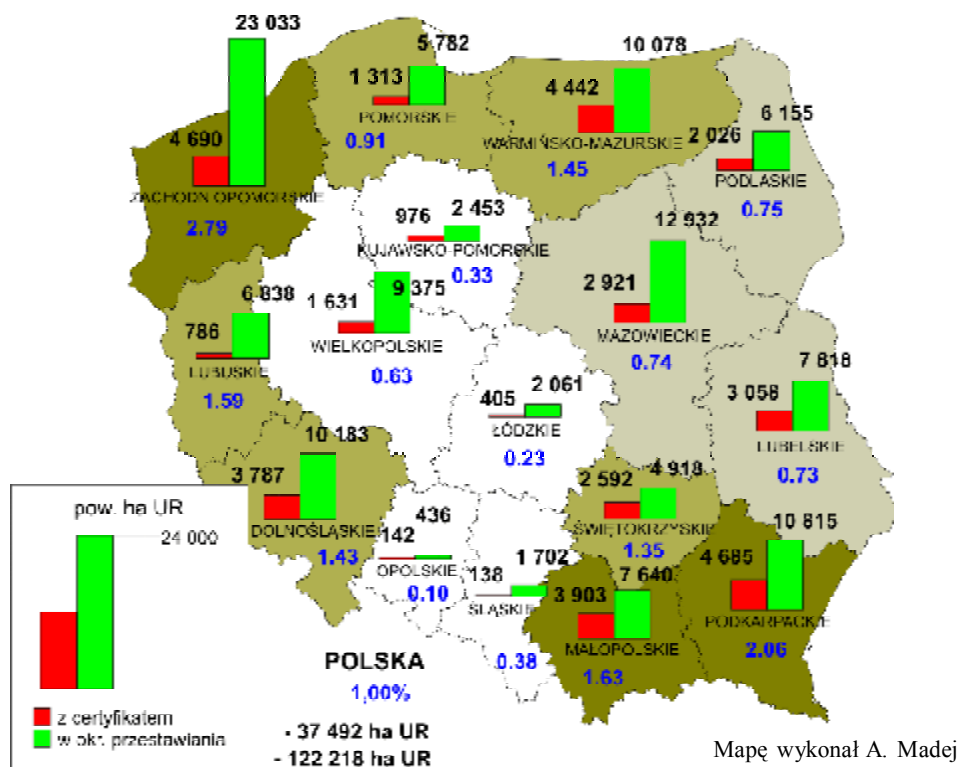 23 033
4 690
ZACHODNIOPOMORSKIE
2.79
5 782
1 313
POMORSKIE
0.91
10 078
4 442
WARMIŃSKO-MAZURSKIE
1.45
6 155
2 026
PODLASKIE
0.75
976
2 453
KUJAWSKO-POMORSKIE
0.33
12 932
2 921
MAZOWIECKIE
0.74
6 838
786
LUBUSKIE
1.59
9 375
1 631
WIELKOPOLSKIE
0.63
405
2 061
ŁÓDZKIE
0.23
7 818
3 058
LUBELSKIE
0.73
10 183
3 787
DOLNOŚLĄSKIE
1.43
436
142
OPOLSKIE
0.10
1 702
138
ŚLĄSKIE
0.38
4 918
2 592
ŚWIĘTOKRZYSKIE
1.35
7 640
3 903
MAŁOPOLSKIE
1.63
10 815
4 685
PODKARPACKIE
2.06
pow. ha UR
24 000
z certyfikatem
w okr. przestawiania
POLSKA
1,00%
- 37 492 ha UR
- 122 218 ha UR
Mapę wykonał A. Madej